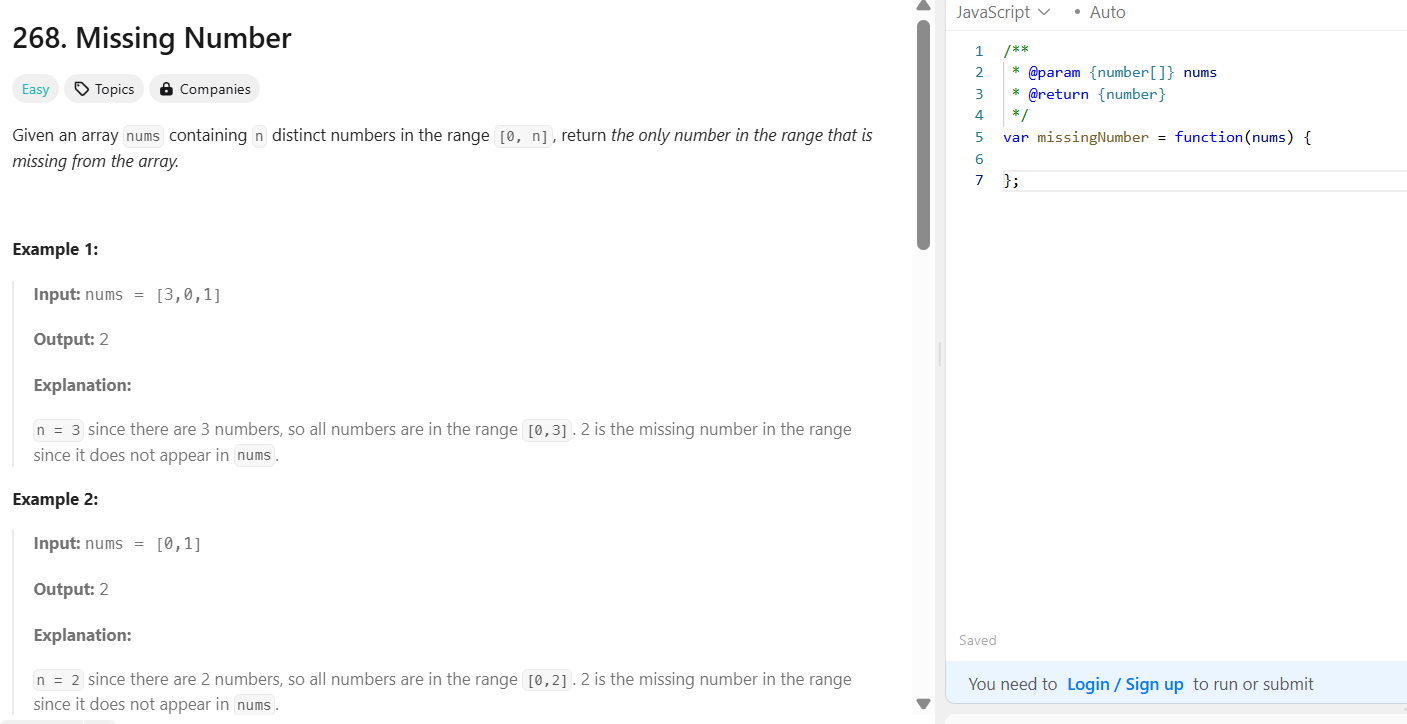 268. Missing Number
Easy Topics Companies
Given an array nums containing n distinct numbers in the range [0, n], return the only number in the range that is
missing from the array.
Example 1:
Input: nums = [3,0,1]
Output: 2
Explanation:
n = 3 since there are 3 numbers, so all numbers are in the range [0,3]. 2 is the missing number in the range
since it does not appear in nums.
Example 2:
Input: nums = [0,1]
Output: 2
Explanation:
n = 2 since there are 2 numbers, so all numbers are in the range [0,2]. 2 is the missing number in the range
since it does not appear in nums.
JavaScript • Auto
1 /**
2 * @param {number[]} nums
3 * @return {number}
4 */
5 var missingNumber = function(nums) {
6
7 };
Saved
You need to Login / Sign up to run or submit